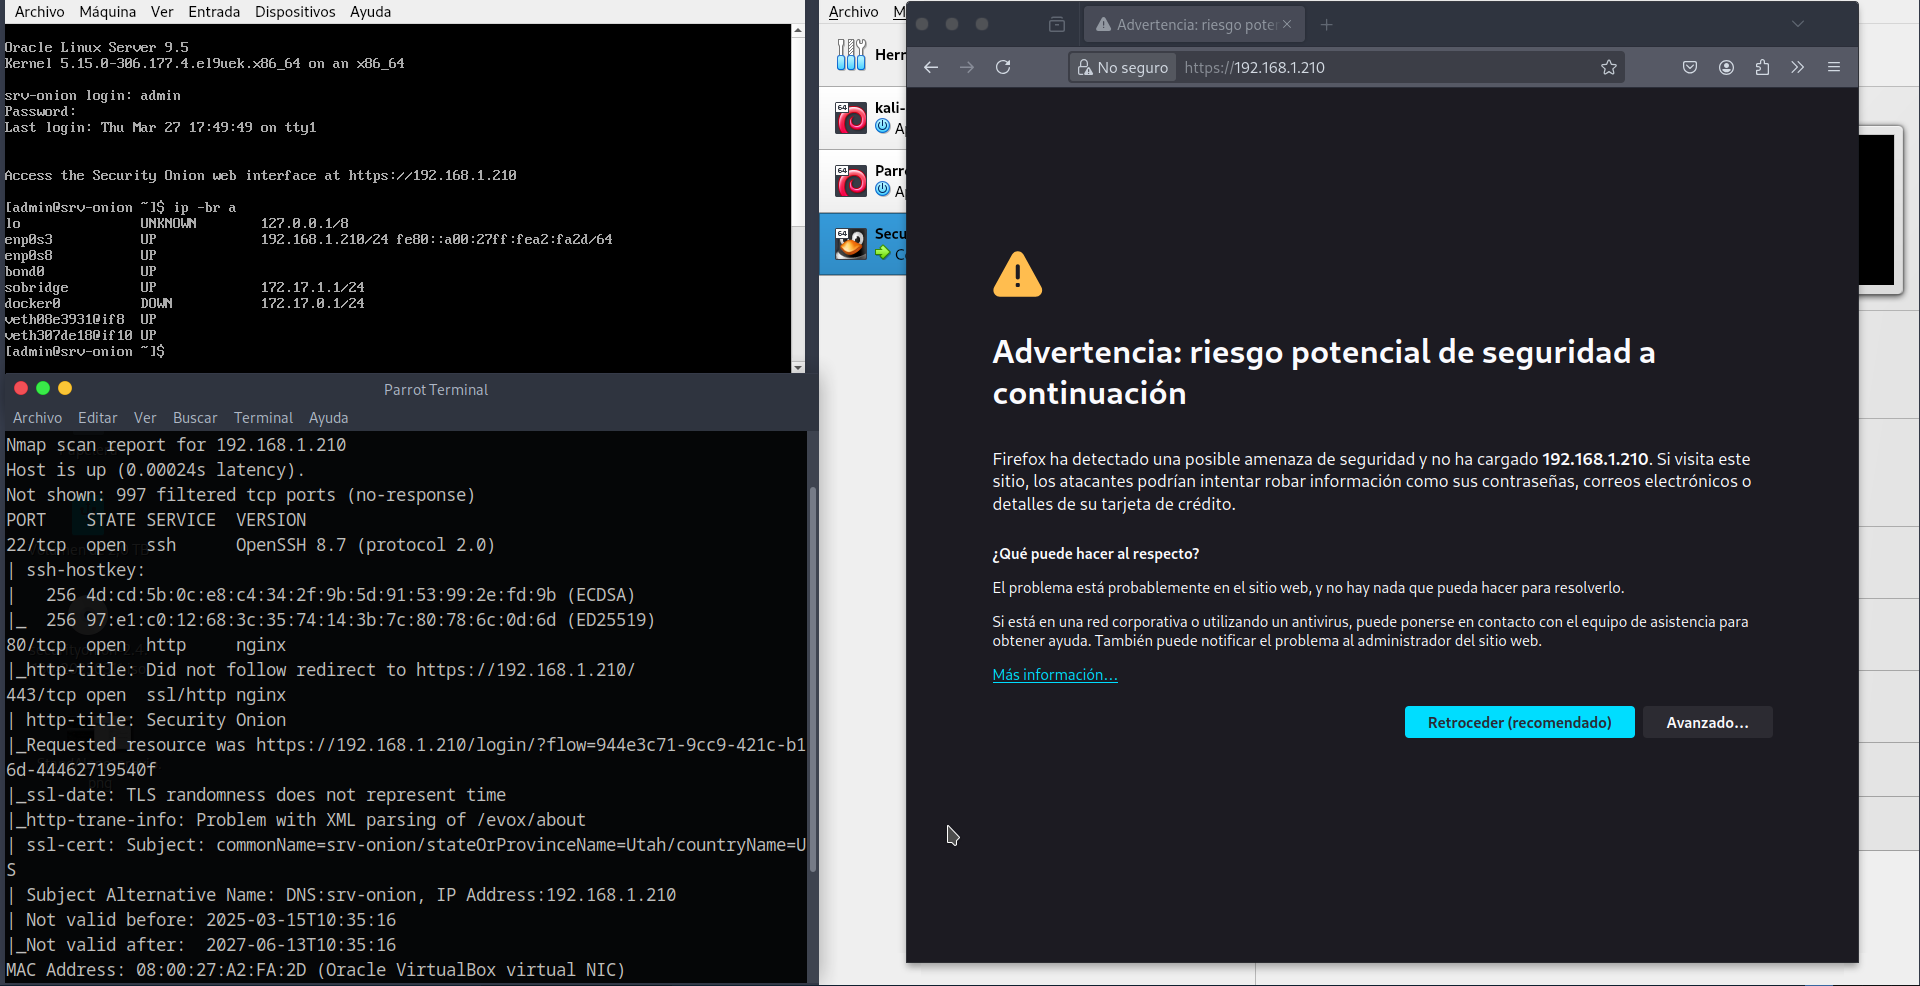 Archivo Máquina Ver Entrada Dispositivos Ayuda
Oracle Linux Server 9.5
Kernel 5.15.0-306.177.4.el9uek.x86_64 on an x86_64
srv-onion login: admin
Password:
Last login: Thu Mar 27 17:49:49 on tty1
Access the Security Onion web interface at https://192.168.1.210
[admin@srv-onion ~]$ ip -br a
lo UNKNOWN 127.0.0.1/8
enp0s3 UP 192.168.1.210/24 fe80::a00:27ff:fea2:fa2d/64
enp0s8 UP
bond0 UP
sobridge UP 172.17.1.1/24
docker0 DOWN 172.17.0.1/24
veth08e3931@if8 UP
veth307de18@if10 UP
[admin@srv-onion ~]$
Parrot Terminal
Archivo Editar Ver Buscar Terminal Ayuda
Nmap scan report for 192.168.1.210
Host is up (0.00024s latency).
Not shown: 997 filtered tcp ports (no-response)
PORT STATE SERVICE VERSION
22/tcp open ssh OpenSSH 8.7 (protocol 2.0)
| ssh-hostkey:
| 256 4d:cd:5b:0c:e8:c4:34:2f:9b:5d:91:53:99:2e:fd:9b (ECDSA)
|_ 256 97:e1:c0:12:68:3c:35:74:14:3b:7c:80:78:6c:0d:6d (ED25519)
80/tcp open http nginx
|_http-title: Did not follow redirect to https://192.168.1.210/
443/tcp open ssl/http nginx
| http-title: Security Onion
|_Requested resource was https://192.168.1.210/login/?flow=944e3c71-9cc9-421c-b1
6d-44462719540f
|_ssl-date: TLS randomness does not represent time
|_http-trane-info: Problem with XML parsing of /evox/about
| ssl-cert: Subject: commonName=srv-onion/stateOrProvinceName=Utah/countryName=U
S
| Subject Alternative Name: DNS:srv-onion, IP Address:192.168.1.210
| Not valid before: 2025-03-15T10:35:16
|_Not valid after: 2027-06-13T10:35:16
MAC Address: 08:00:27:A2:FA:2D (Oracle VirtualBox virtual NIC)
Archivo M
Herr
64 kali-
Ap
64 Parr
Ap
64 Secu
C
Advertencia: riesgo pote
No seguro https://192.168.1.210
Advertencia: riesgo potencial de seguridad a
continuación
Firefox ha detectado una posible amenaza de seguridad y no ha cargado 192.168.1.210. Si visita este
sitio, los atacantes podrían intentar robar información como sus contraseñas, correos electrónicos o
detalles de su tarjeta de crédito.
¿Qué puede hacer al respecto?
El problema está probablemente en el sitio web, y no hay nada que pueda hacer para resolverlo.
Si está en una red corporativa o utilizando un antivirus, puede ponerse en contacto con el equipo de asistencia para
obtener ayuda. También puede notificar el problema al administrador del sitio web.
Más información...
Retroceder (recomendado) Avanzado...